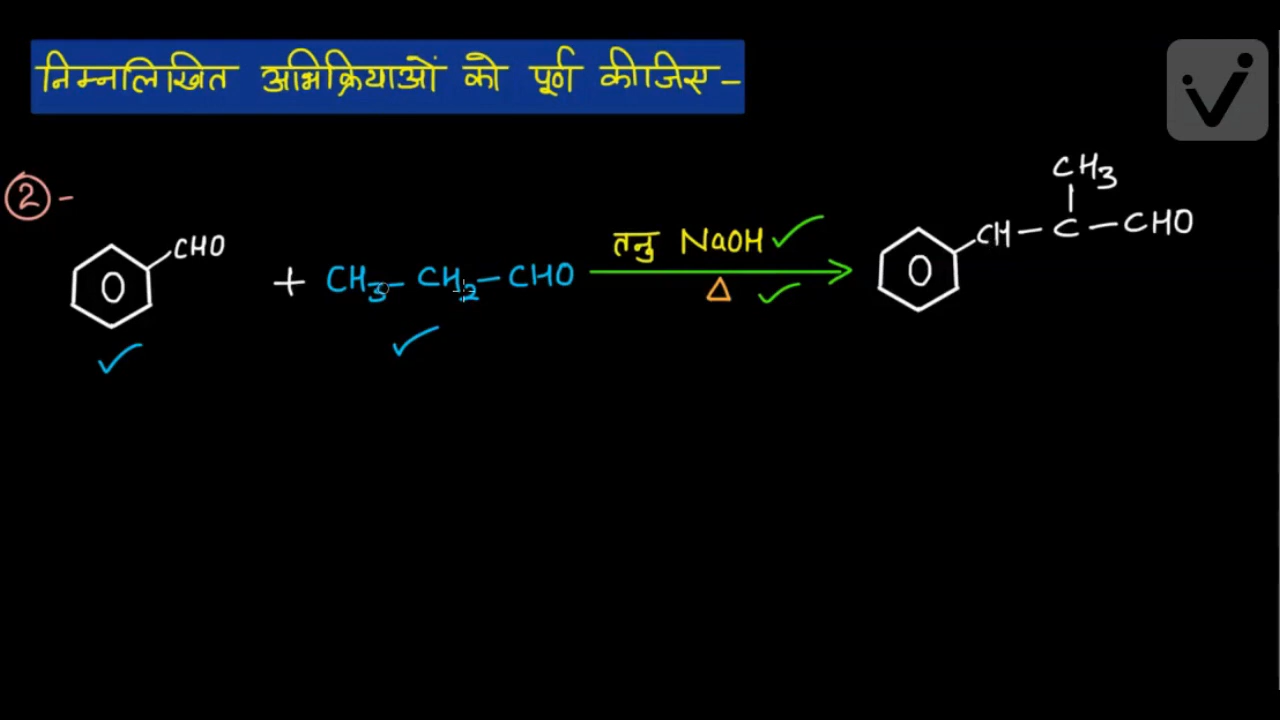 निम्नलिखित अभिक्रियाओं को पूर्ण कीजिए -
② -
CHO
+ CH₃ - CH₂ - CHO
तनु NaOH
Δ
CH₃
CH - C - CHO